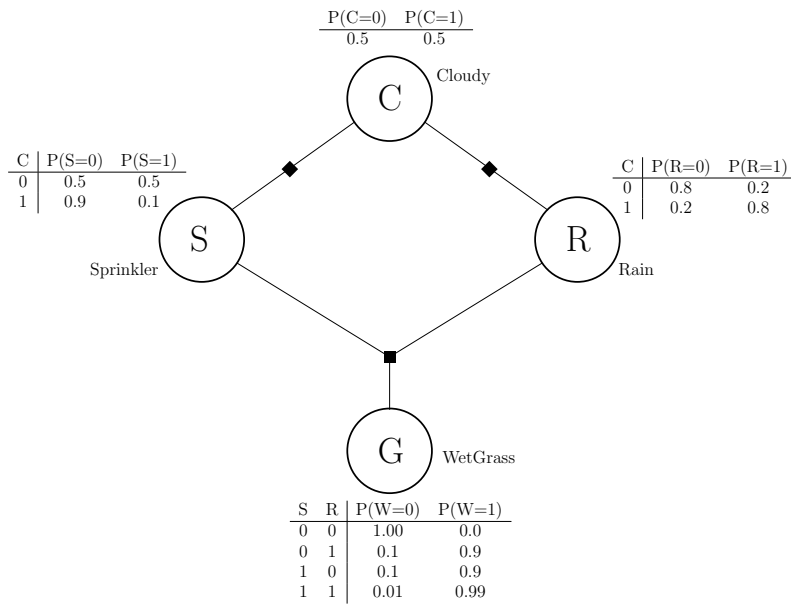 P(C=0) P(C=1)
0.5 0.5
C
Cloudy
C P(S=0) P(S=1)
0 0.5 0.5
1 0.9 0.1
S
Sprinkler
C P(R=0) P(R=1)
0 0.8 0.2
1 0.2 0.8
R
Rain
G
WetGrass
S R P(W=0) P(W=1)
0 0 1.00 0.0
0 1 0.1 0.9
1 0 0.1 0.9
1 1 0.01 0.99